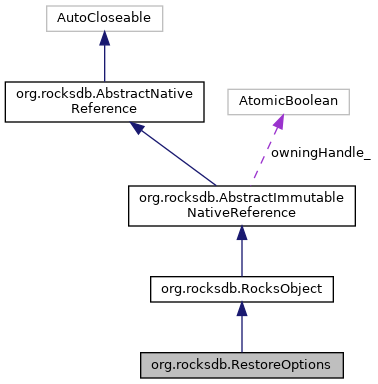 AutoCloseable
org.rocksdb.AbstractNative
Reference
AtomicBoolean
owningHandle_
org.rocksdb.AbstractImmutable
NativeReference
org.rocksdb.RocksObject
org.rocksdb.RestoreOptions